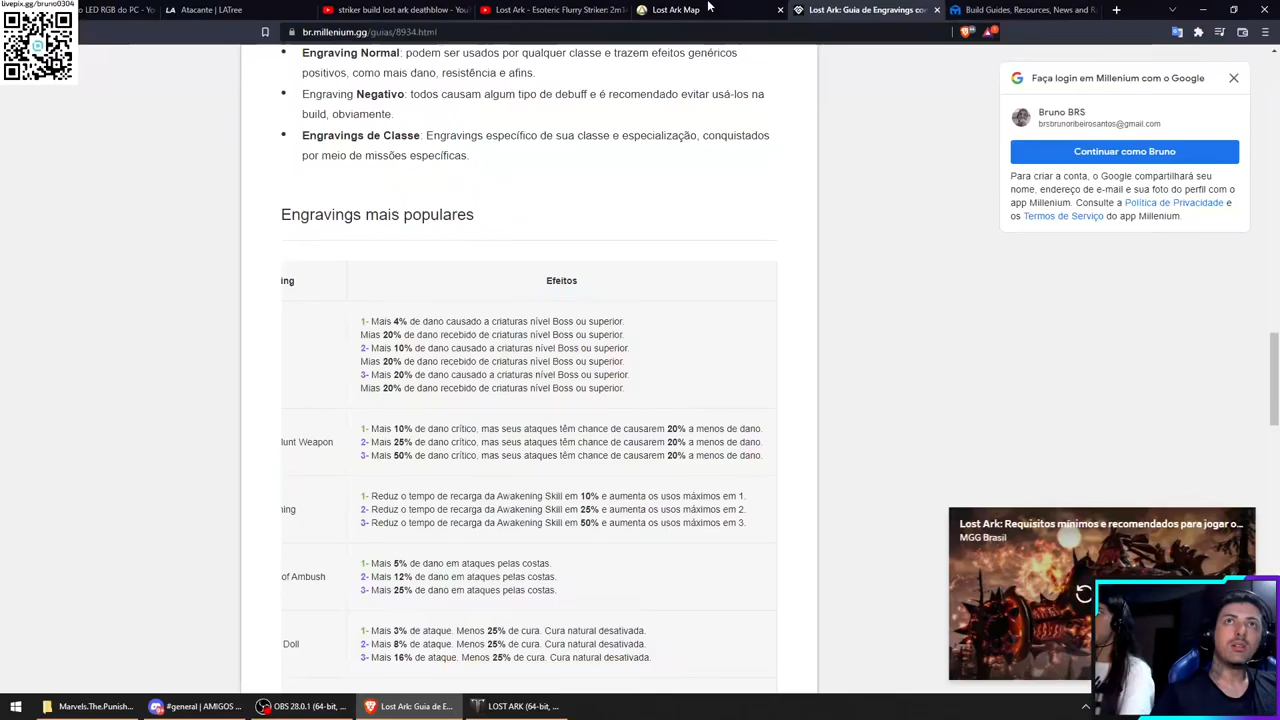 livepix.gg/bruno0304
o LED RGB do PC - Yo
Atacante | LATree
striker build lost ark deathblow - You
Lost Ark - Esoteric Flurry Striker: 2m1
Lost Ark Map
Lost Ark: Guia de Engravings co
Build Guides, Resources, News and R
br.millenium.gg/guias/8934.html
Engraving Normal: podem ser usados por qualquer classe e trazem efeitos genéricos
positivos, como mais dano, resistência e afins.
Engraving Negativo: todos causam algum tipo de debuff e é recomendado evitar usá-los na
build, obviamente.
Engravings de Classe: Engravings específico de sua classe e especialização, conquistados
por meio de missões específicas.
Engravings mais populares
ing
Efeitos
1- Mais 4% de dano causado a criaturas nível Boss ou superior.
Mias 20% de dano recebido de criaturas nível Boss ou superior.
2- Mais 10% de dano causado a criaturas nível Boss ou superior.
Mias 20% de dano recebido de criaturas nível Boss ou superior.
3- Mais 20% de dano causado a criaturas nível Boss ou superior.
Mias 20% de dano recebido de criaturas nível Boss ou superior.
lunt Weapon
1- Mais 10% de dano crítico, mas seus ataques têm chance de causarem 20% a menos de dano.
2- Mais 25% de dano crítico, mas seus ataques têm chance de causarem 20% a menos de dano.
3- Mais 50% de dano crítico, mas seus ataques têm chance de causarem 20% a menos de dano.
ning
1- Reduz o tempo de recarga da Awakening Skill em 10% e aumenta os usos máximos em 1.
2- Reduz o tempo de recarga da Awakening Skill em 25% e aumenta os usos máximos em 2.
3- Reduz o tempo de recarga da Awakening Skill em 50% e aumenta os usos máximos em 3.
of Ambush
1- Mais 5% de dano em ataques pelas costas.
2- Mais 12% de dano em ataques pelas costas.
3- Mais 25% de dano em ataques pelas costas.
Doll
1- Mais 3% de ataque. Menos 25% de cura. Cura natural desativada.
2- Mais 8% de ataque. Menos 25% de cura. Cura natural desativada.
3- Mais 16% de ataque. Menos 25% de cura. Cura natural desativada.
Faça login em Millenium com o Google
Bruno BRS
brsbrunoribeirosantos@gmail.com
Continuar como Bruno
Para criar a conta, o Google compartilhará seu
nome, endereço de e-mail e sua foto do perfil com o
app Millenium. Consulte a Política de Privacidade e
os Termos de Serviço do app Millenium.
Lost Ark: Requisitos mínimos e recomendados para jogar o...
MGG Brasil
Marvels.The.Punish...
#general | AMIGOS ...
OBS 28.0.1 (64-bit, ...
Lost Ark: Guia de E...
LOST ARK (64-bit, ...